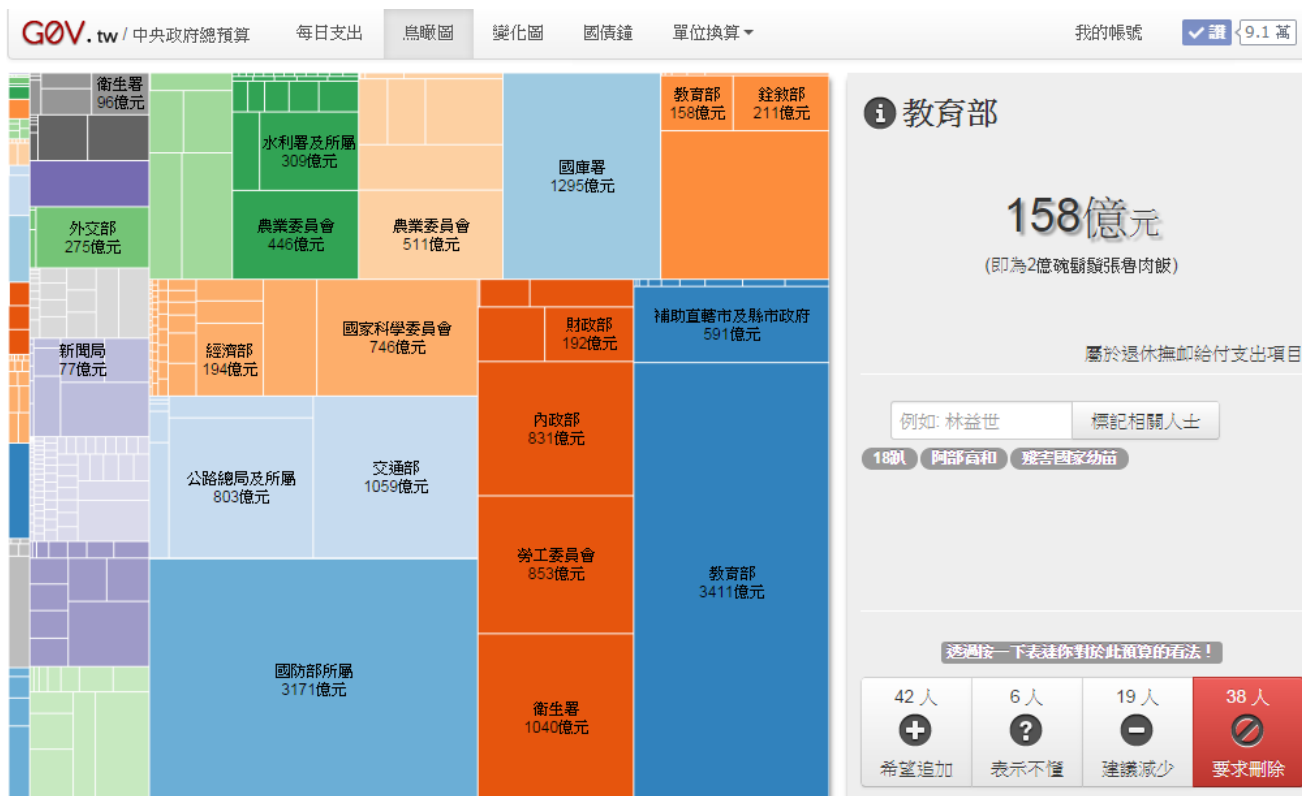 G0V.tw / 中央政府總預算 每日支出 鳥瞰圖 變化圖 國債鐘 單位換算 我的帳號 讚 9.1 萬
衛生署
96億元
外交部
275億元
新聞局
77億元
水利署及所屬
309億元
農業委員會
446億元
農業委員會
511億元
國庫署
1295億元
教育部
158億元
銓敘部
211億元
經濟部
194億元
國家科學委員會
746億元
財政部
192億元
補助直轄市及縣市政府
591億元
公路總局及所屬
803億元
交通部
1059億元
內政部
831億元
勞工委員會
853億元
教育部
3411億元
國防部所屬
3171億元
衛生署
1040億元
教育部
158億元
(即為2億碗鬍鬚張魯肉飯)
屬於退休撫卹給付支出項目
例如: 林益世 標記相關人士
18趴 阿部高和 殘害國家幼苗
透過按一下表達你對於此預算的看法！
42 人 6 人 19 人 38 人
希望追加 表示不懂 建議減少 要求刪除